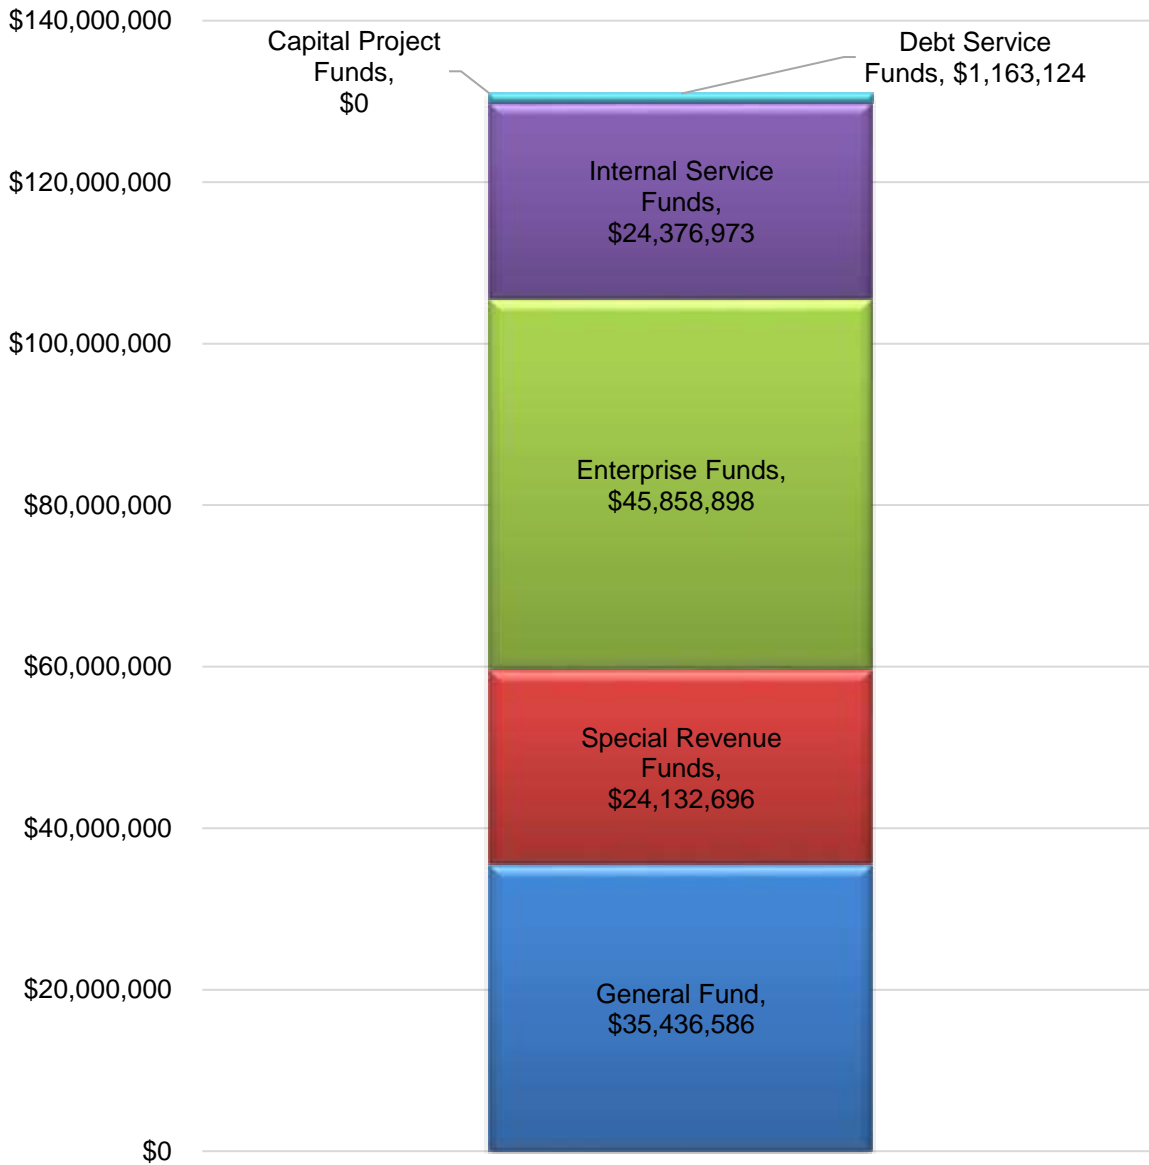 $140,000,000
Capital Project
Funds,
$0
Debt Service
Funds, $1,163,124
$120,000,000
Internal Service
Funds,
$24,376,973
$100,000,000
Enterprise Funds,
$45,858,898
$80,000,000
$60,000,000
Special Revenue
Funds,
$24,132,696
$40,000,000
$20,000,000
General Fund,
$35,436,586
$0